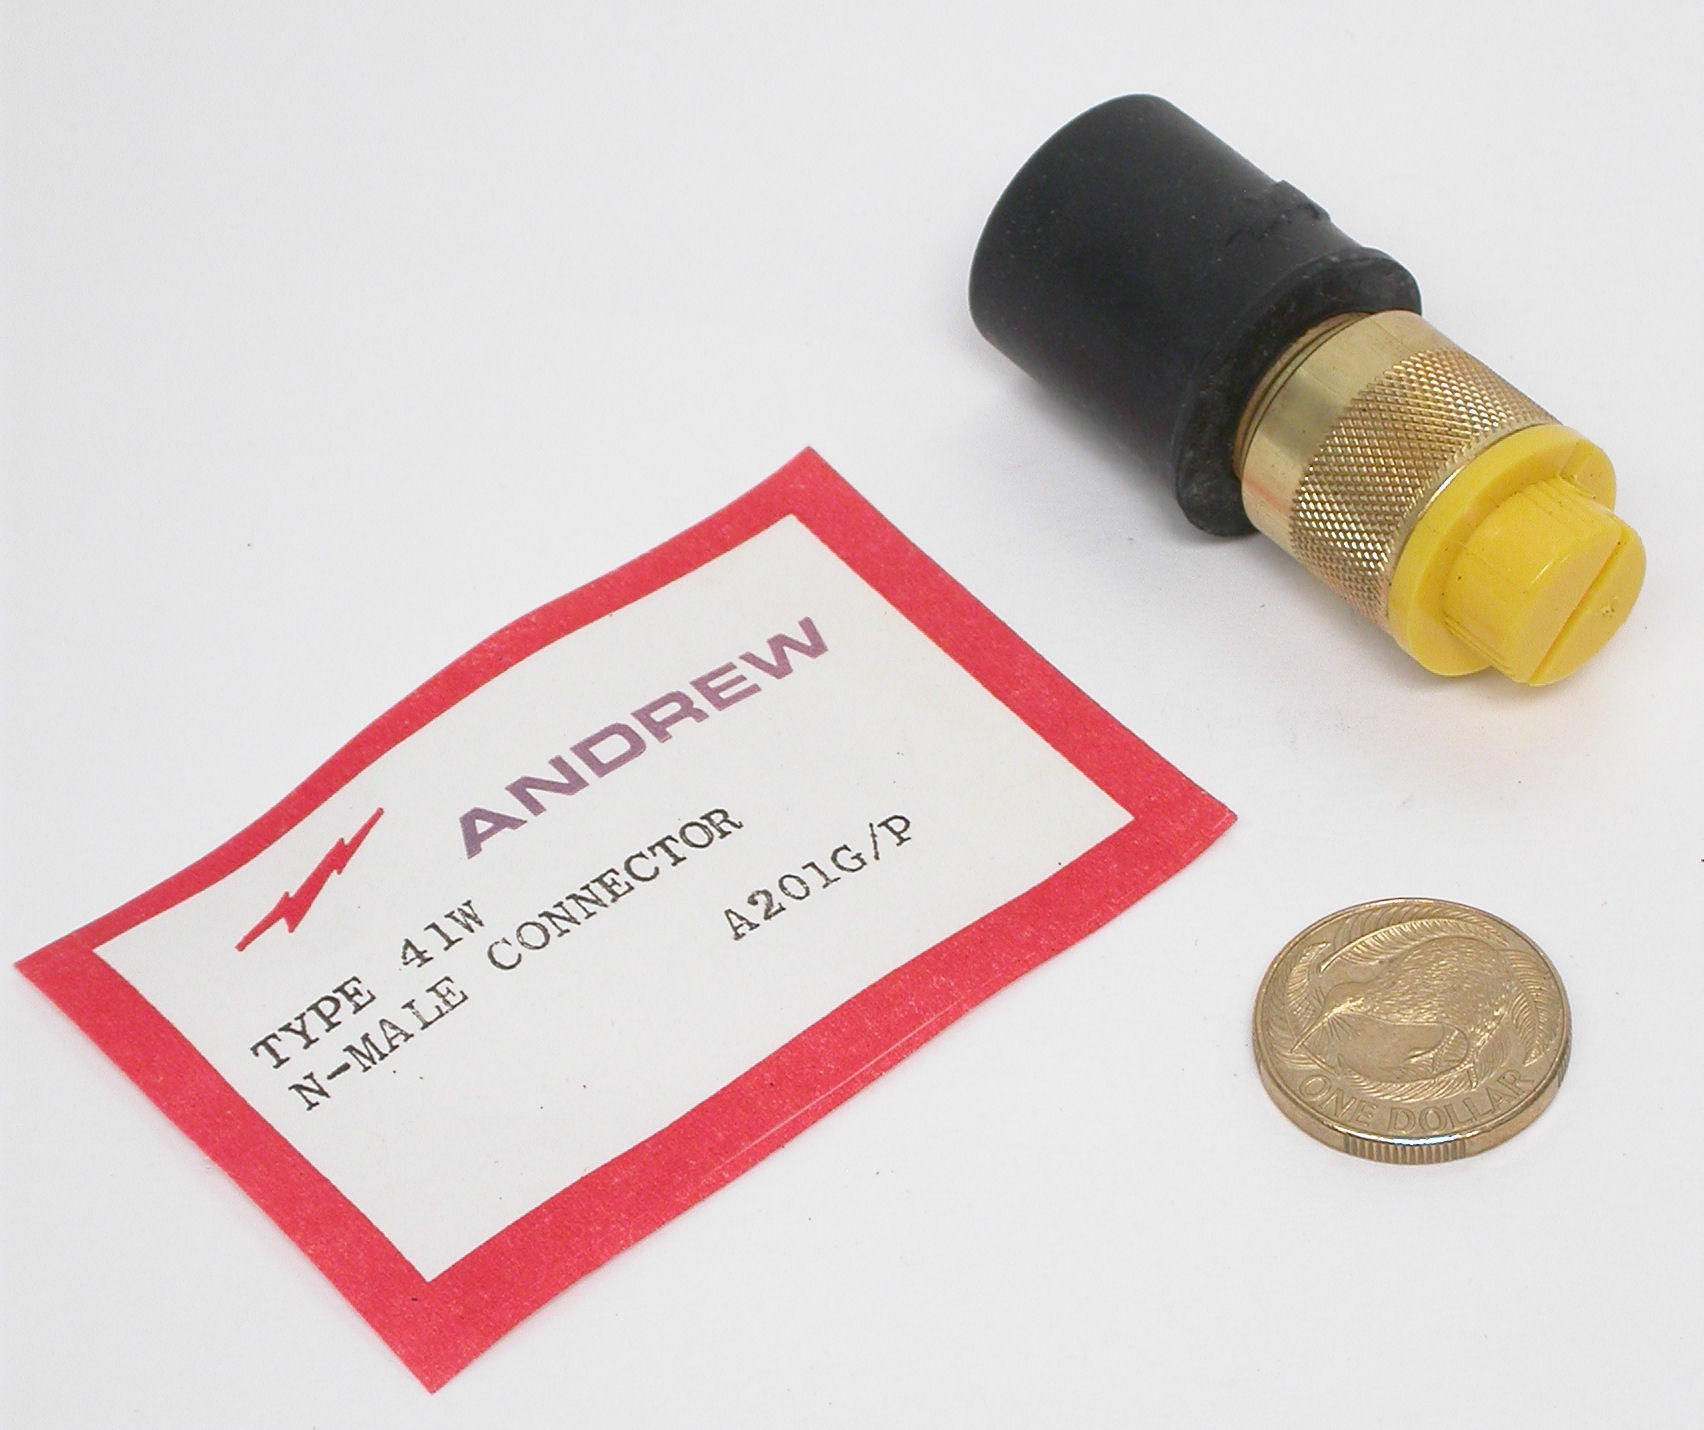 ANDREW
TYPE 41W
N-MALE CONNECTOR
A201G/P
ONE DOLLAR